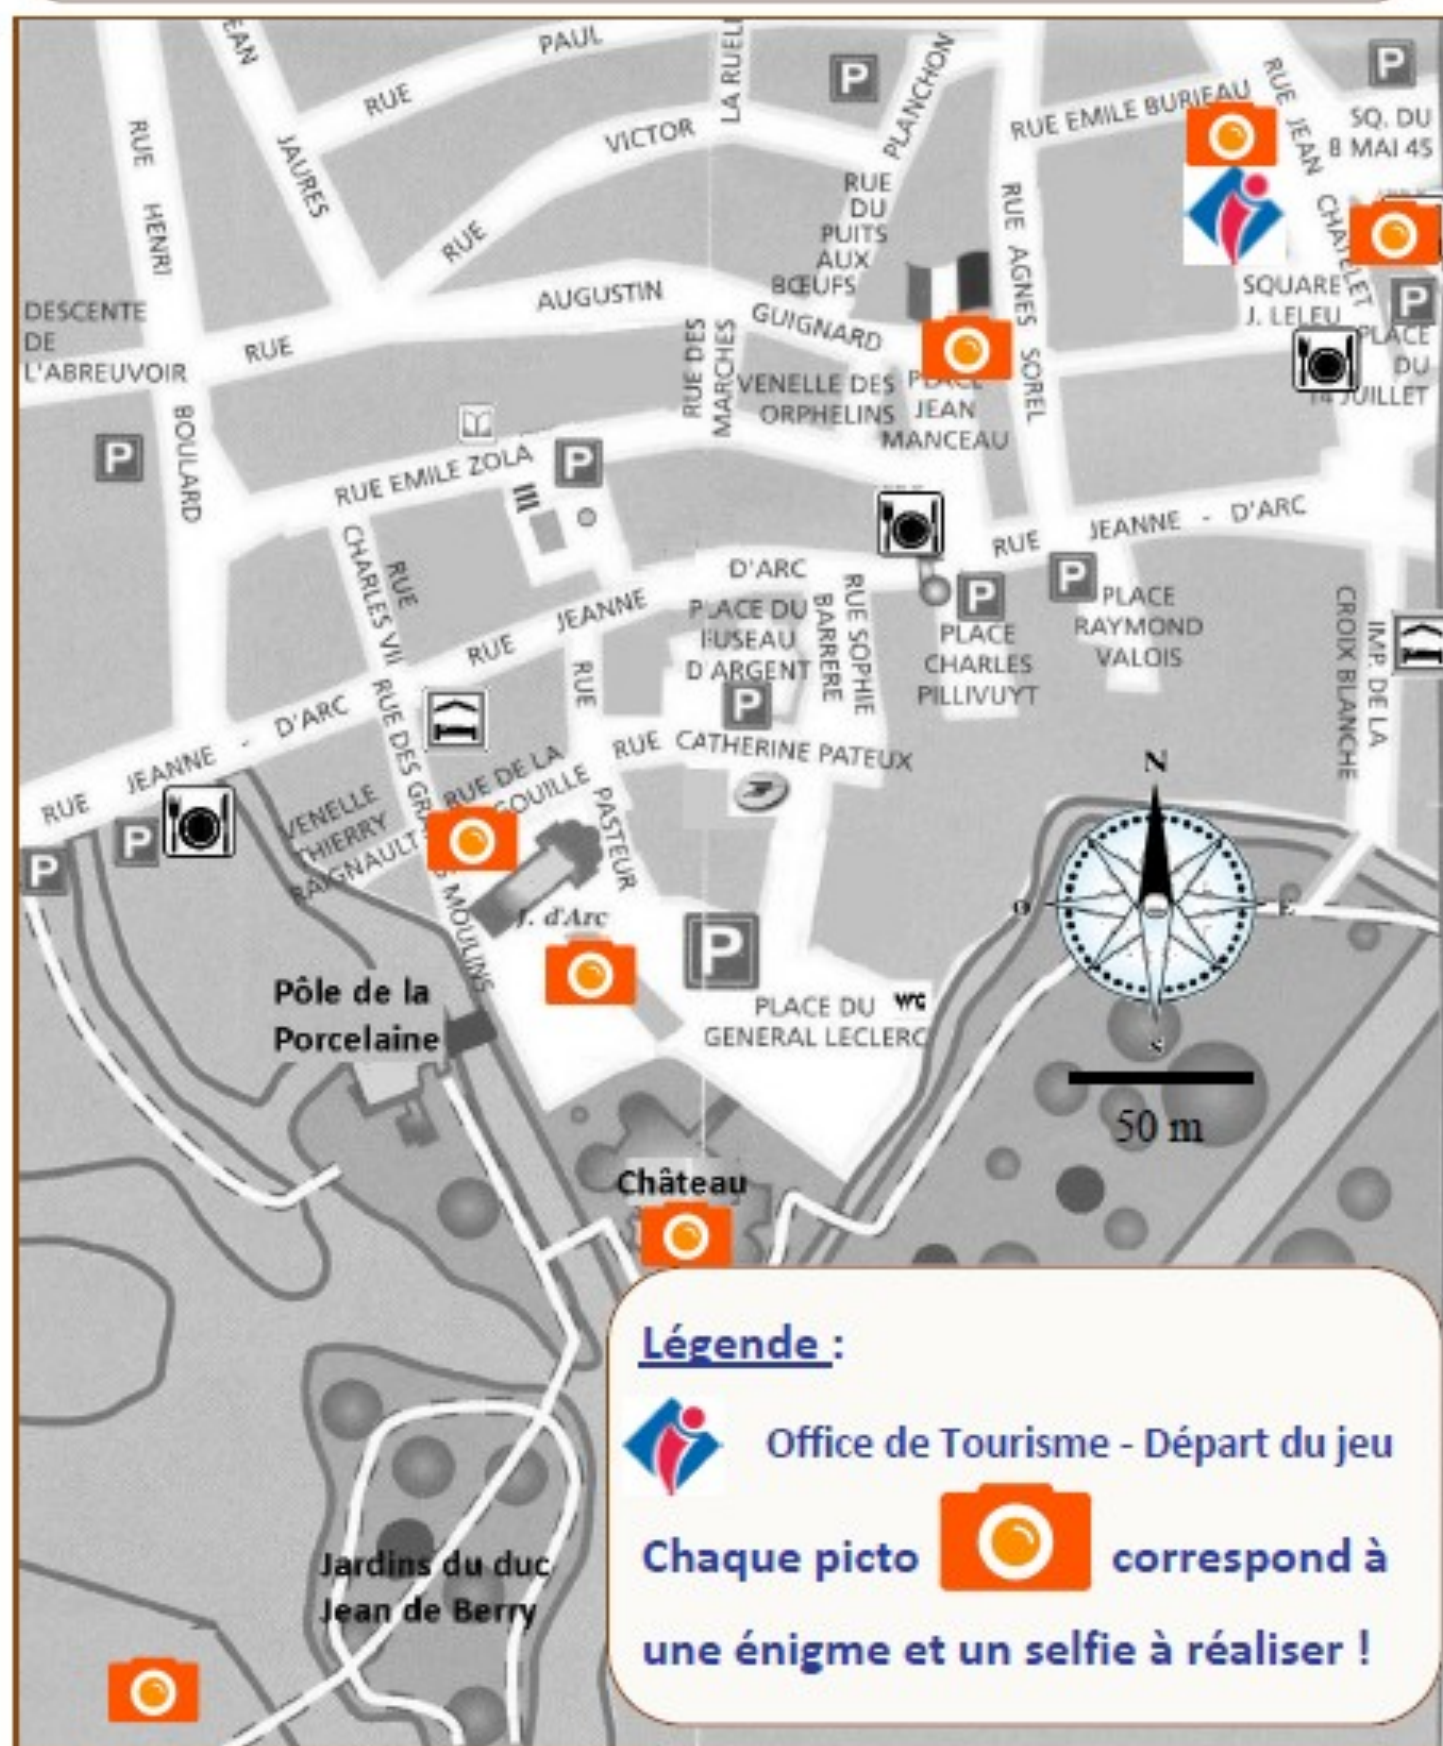 RUE JEAN JAURES
RUE PAUL
LA RUEL
PLANCHON
P
P
RUE HENRI BOULARD
RUE VICTOR
RUE EMILE BURIEAU
RUE JEAN CHATELET
SQ. DU
8 MAI 45
RUE
DU
PUITS
AUX
BŒUFS
RUE AGNES SOREL
DESCENTE
DE
L'ABREUVOIR
RUE AUGUSTIN GUIGNARD
SQUARE
J. LELEU
P
PLACE
DU
14 JUILLET
RUE DES
MARCHES
VENELLE DES
ORPHELINS
PLACE
JEAN
MANCEAU
P
RUE EMILE ZOLA
P
RUE JEANNE - D'ARC
RUE
CHARLES VII
RUE JEANNE D'ARC
PLACE DU
FUSEAU
D'ARGENT
P
RUE SOPHIE
BARRERE
P
PLACE
CHARLES
PILLIVUYT
P
PLACE
RAYMOND
VALOIS
IMP. DE LA
CROIX BLANCHE
RUE JEANNE - D'ARC
RUE DES GRA S MOULINS
RUE PASTEUR
RUE CATHERINE PATEUX
RUE DE LA
GOUILLE
VENELLE
THIERRY
RAIGNAULT
P
P
J. d'Arc
P
PLACE DU
GENERAL LECLERC
WC
N
O
E
S
50 m
Pôle de la
Porcelaine
Château
Jardins du duc
Jean de Berry
Légende :
Office de Tourisme - Départ du jeu
Chaque picto correspond à
une énigme et un selfie à réaliser !